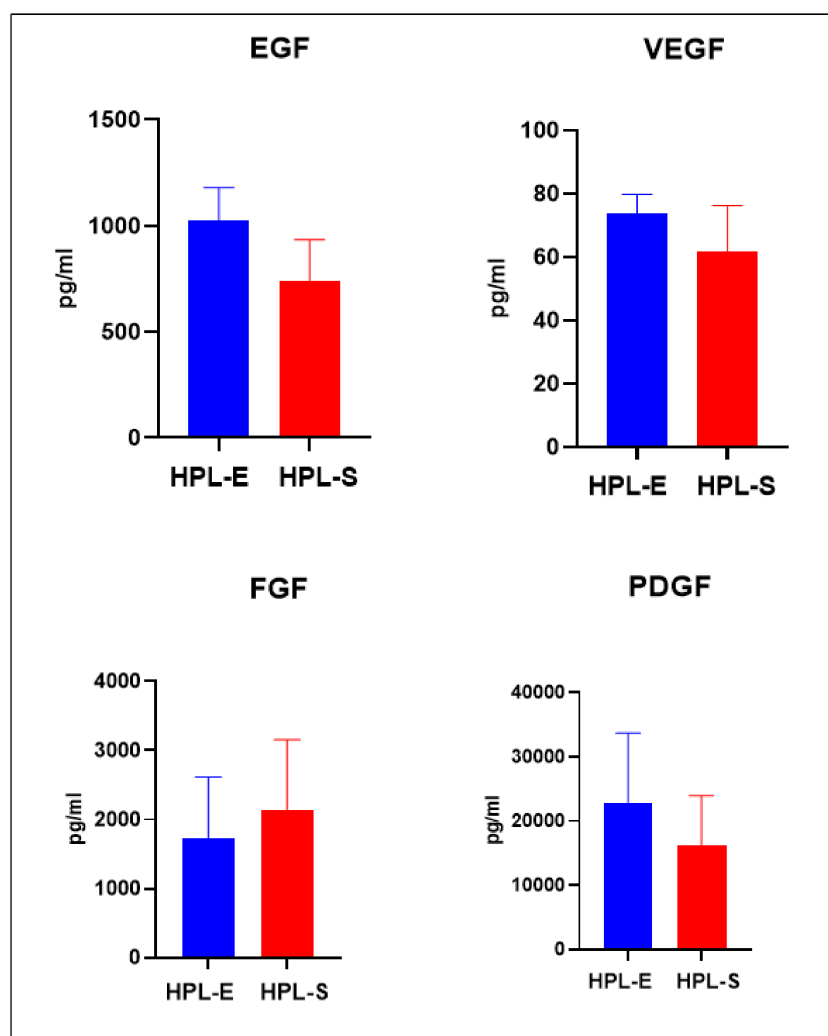 EGF
1500
1000
500
0
pg/ml
HPL-E HPL-S
VEGF
100
80
60
40
20
0
pg/ml
HPL-E HPL-S
FGF
4000
3000
2000
1000
0
pg/ml
HPL-E HPL-S
PDGF
40000
30000
20000
10000
0
pg/ml
HPL-E HPL-S